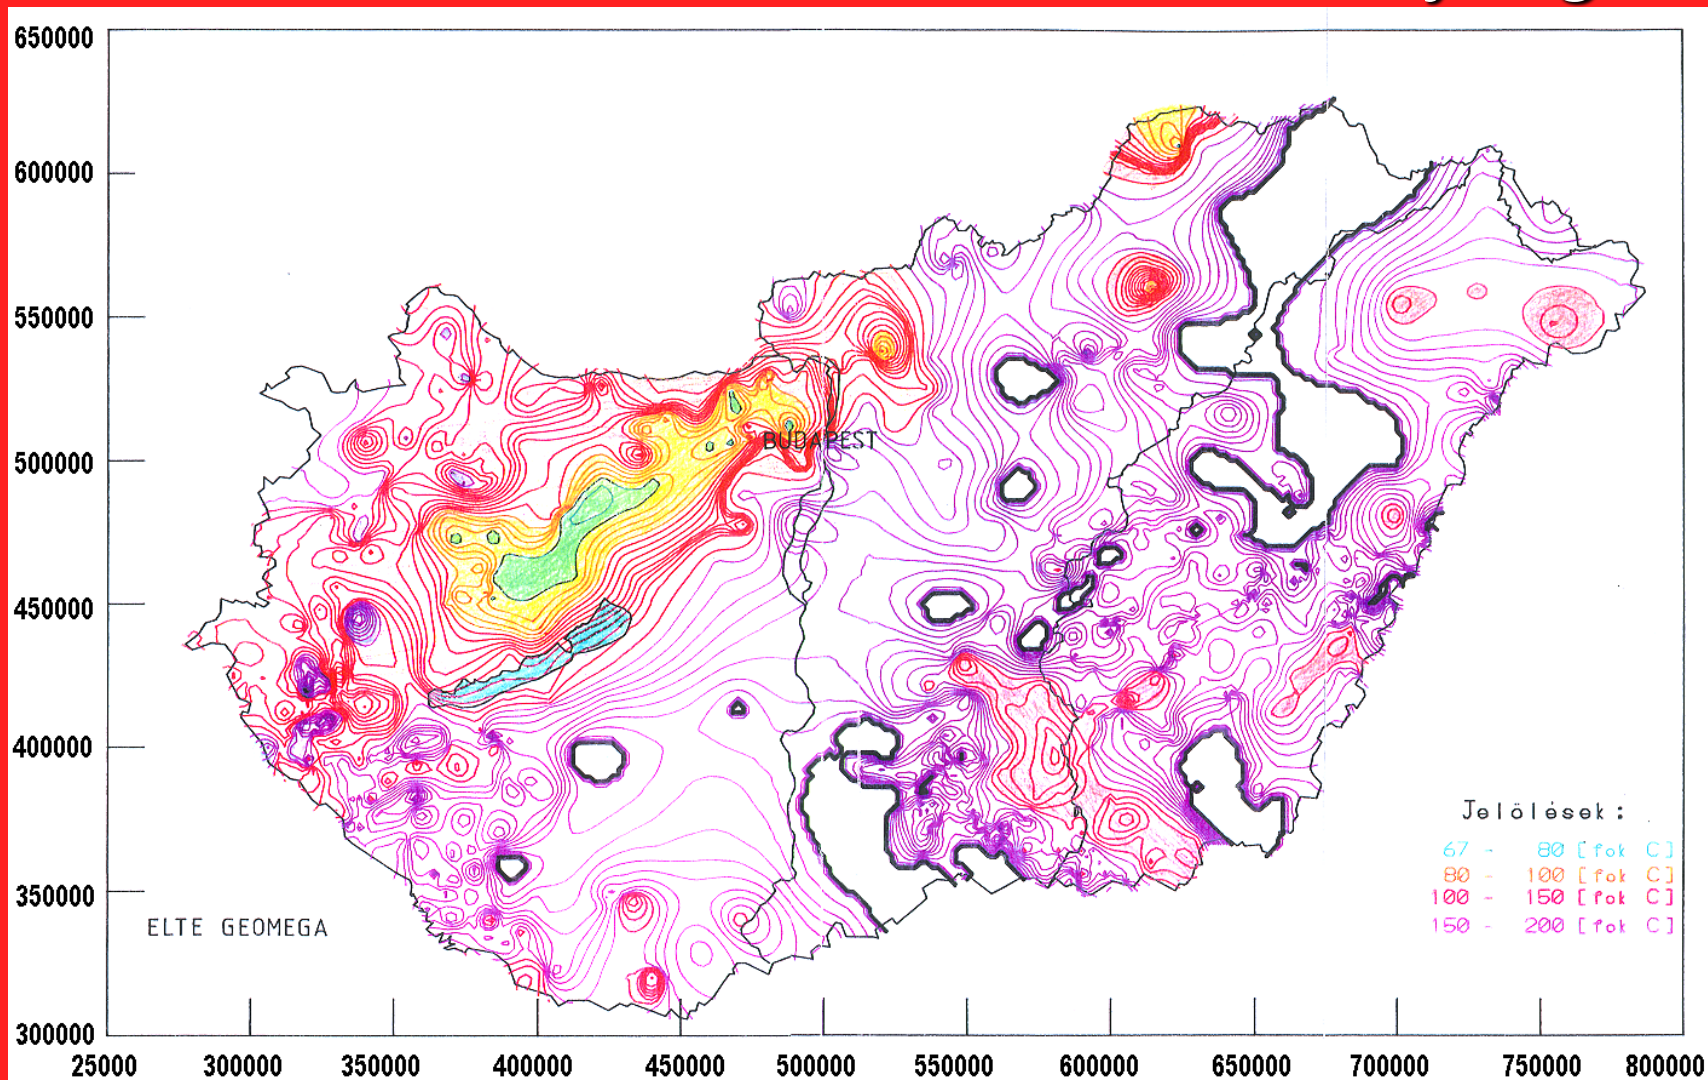 650000
600000
550000
500000
450000
400000
350000
300000
BUDAPEST
ELTE GEOMEGA
Jelölések :
67 - 80 [fok C]
80 - 100 [fok C]
100 - 150 [fok C]
150 - 200 [fok C]
25000 300000 350000 400000 450000 500000 550000 600000 650000 700000 750000 800000